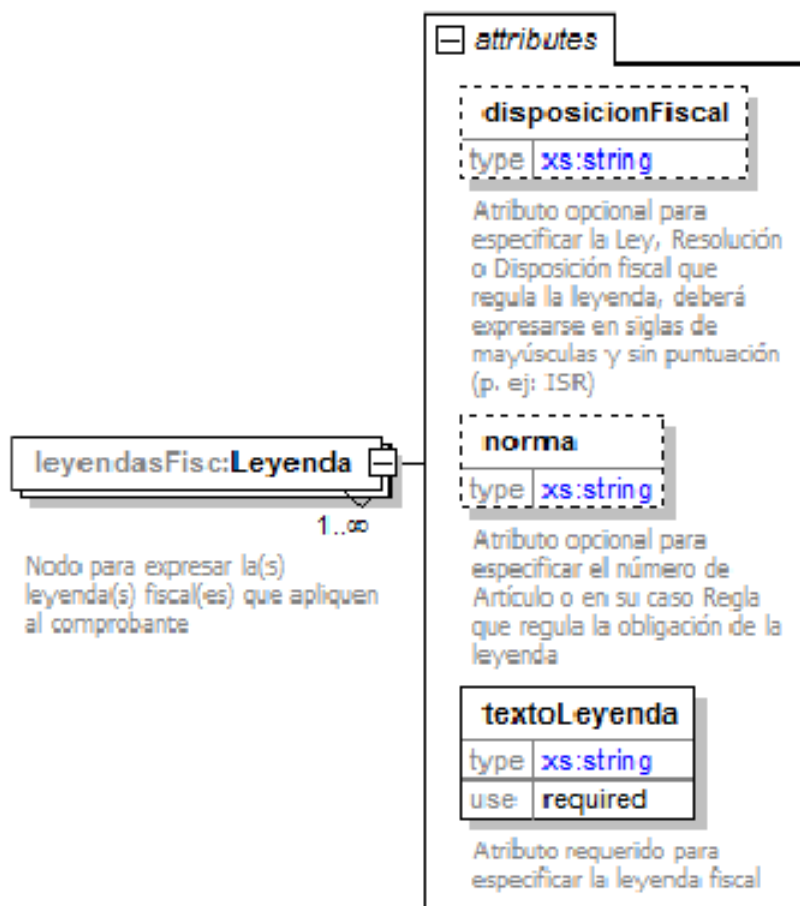 attributes
disposicionFiscal
type xs:string
Atributo opcional para
especificar la Ley, Resolución
o Disposición fiscal que
regula la leyenda, deberá
expresarse en siglas de
mayúsculas y sin puntuación
(p. ej: ISR)
leyendasFisc:Leyenda
1..∞
Nodo para expresar la(s)
leyenda(s) fiscal(es) que apliquen
al comprobante
norma
type xs:string
Atributo opcional para
especificar el número de
Artículo o en su caso Regla
que regula la obligación de la
leyenda
textoLeyenda
type xs:string
use required
Atributo requerido para
especificar la leyenda fiscal